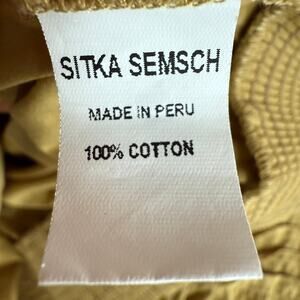 SITKA SEMSCH
MADE IN PERU
100% COTTON